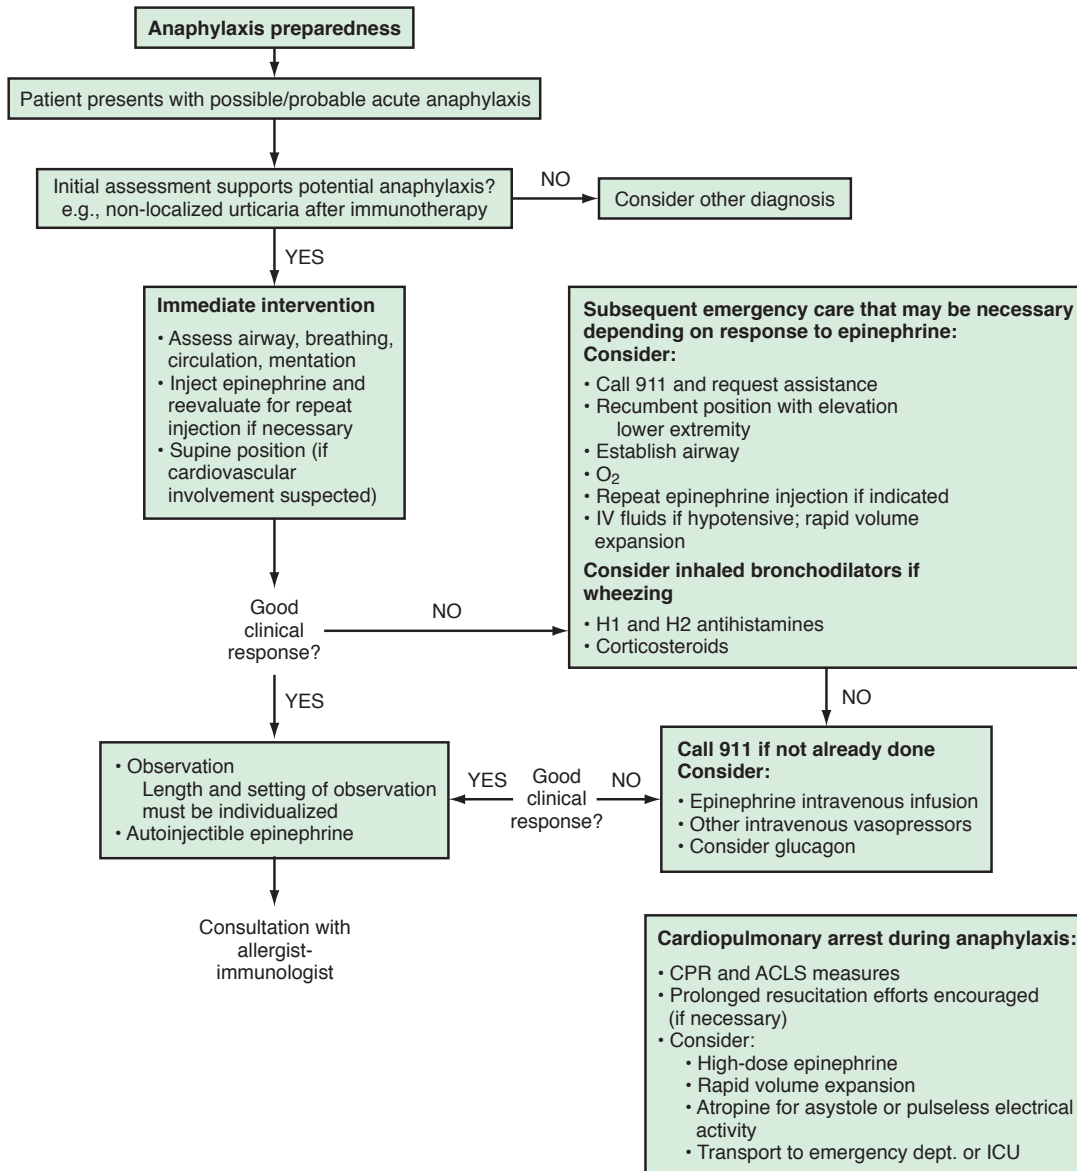 Anaphylaxis preparedness
Patient presents with possible/probable acute anaphylaxis
Initial assessment supports potential anaphylaxis?
e.g., non-localized urticaria after immunotherapy
NO
Consider other diagnosis
YES
Immediate intervention
• Assess airway, breathing,
circulation, mentation
• Inject epinephrine and
reevaluate for repeat
injection if necessary
• Supine position (if
cardiovascular
involvement suspected)
Subsequent emergency care that may be necessary
depending on response to epinephrine:
Consider:
• Call 911 and request assistance
• Recumbent position with elevation
lower extremity
• Establish airway
• O₂
• Repeat epinephrine injection if indicated
• IV fluids if hypotensive; rapid volume
expansion
Consider inhaled bronchodilators if
wheezing
• H1 and H2 antihistamines
• Corticosteroids
Good
clinical
response?
NO
YES
NO
• Observation
Length and setting of observation
must be individualized
• Autoinjectible epinephrine
YES
Good
clinical
response?
NO
Call 911 if not already done
Consider:
• Epinephrine intravenous infusion
• Other intravenous vasopressors
• Consider glucagon
Consultation with
allergist-
immunologist
Cardiopulmonary arrest during anaphylaxis:
• CPR and ACLS measures
• Prolonged resucitation efforts encouraged
(if necessary)
• Consider:
• High-dose epinephrine
• Rapid volume expansion
• Atropine for asystole or pulseless electrical
activity
• Transport to emergency dept. or ICU